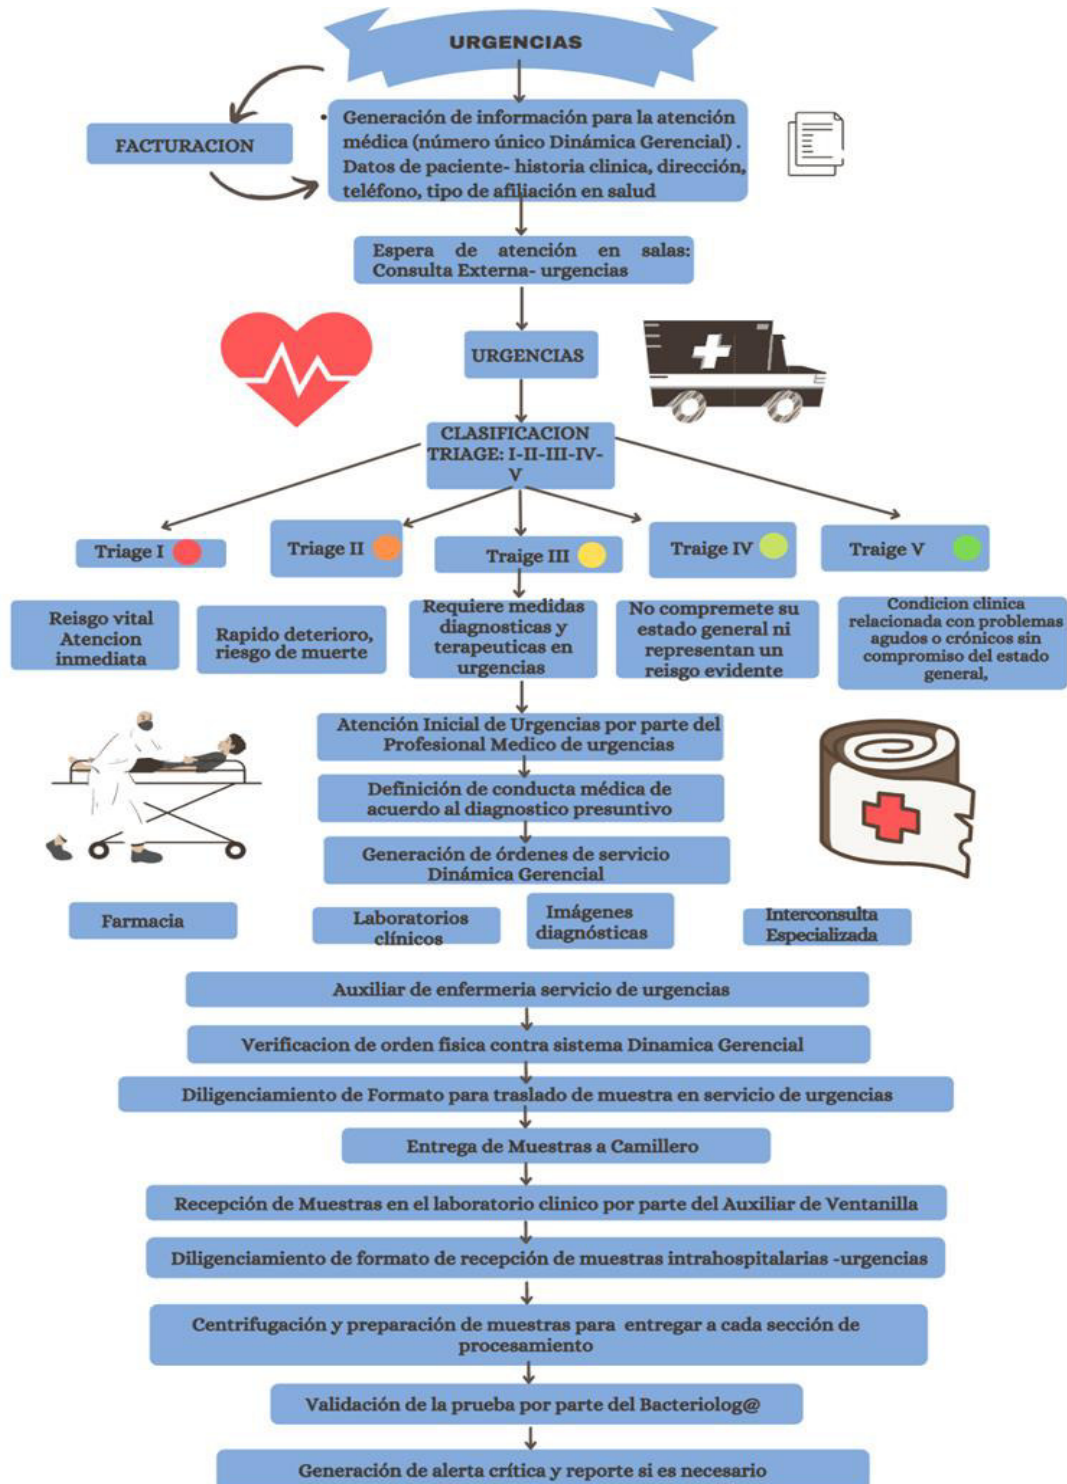 URGENCIAS
FACTURACION
• Generación de información para la atención
médica (número único Dinámica Gerencial) .
Datos de paciente- historia clinica, dirección,
teléfono, tipo de afiliación en salud
Espera de atención en salas:
Consulta Externa- urgencias
URGENCIAS
CLASIFICACION
TRIAGE: I-II-III-IV-
V
Triage I
Triage II
Traige III
Traige IV
Traige V
Reisgo vital
Atencion
inmediata
Rapido deterioro,
riesgo de muerte
Requiere medidas
diagnosticas y
terapeuticas en
urgencias
No compremete su
estado general ni
representan un
reisgo evidente
Condicion clinica
relacionada con problemas
agudos o crónicos sin
compromiso del estado
general,
Atención Inicial de Urgencias por parte del
Profesional Medico de urgencias
Definición de conducta médica de
acuerdo al diagnostico presuntivo
Generación de órdenes de servicio
Dinámica Gerencial
Farmacia
Laboratorios
clínicos
Imágenes
diagnósticas
Interconsulta
Especializada
Auxiliar de enfermeria servicio de urgencias
Verificacion de orden fisica contra sistema Dinamica Gerencial
Diligenciamiento de Formato para traslado de muestra en servicio de urgencias
Entrega de Muestras a Camillero
Recepción de Muestras en el laboratorio clinico por parte del Auxiliar de Ventanilla
Diligenciamiento de formato de recepción de muestras intrahospitalarias -urgencias
Centrifugación y preparación de muestras para entregar a cada sección de
procesamiento
Validación de la prueba por parte del Bacteriolog@
Generación de alerta crítica y reporte si es necesario